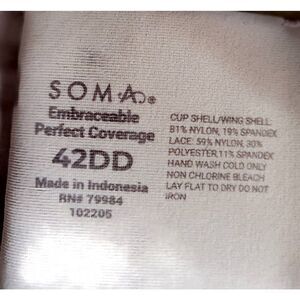 SOMA®
Embraceable
Perfect Coverage
42DD
Made in Indonesia
RN# 79984
102205
CUP SHELL/WING SHELL:
81% NYLON, 19% SPANDEX
LACE: 59% NYLON, 30%
POLYESTER,11% SPANDEX
HAND WASH COLD ONLY
NON CHLORINE BLEACH
LAY FLAT TO DRY DO NOT
IRON